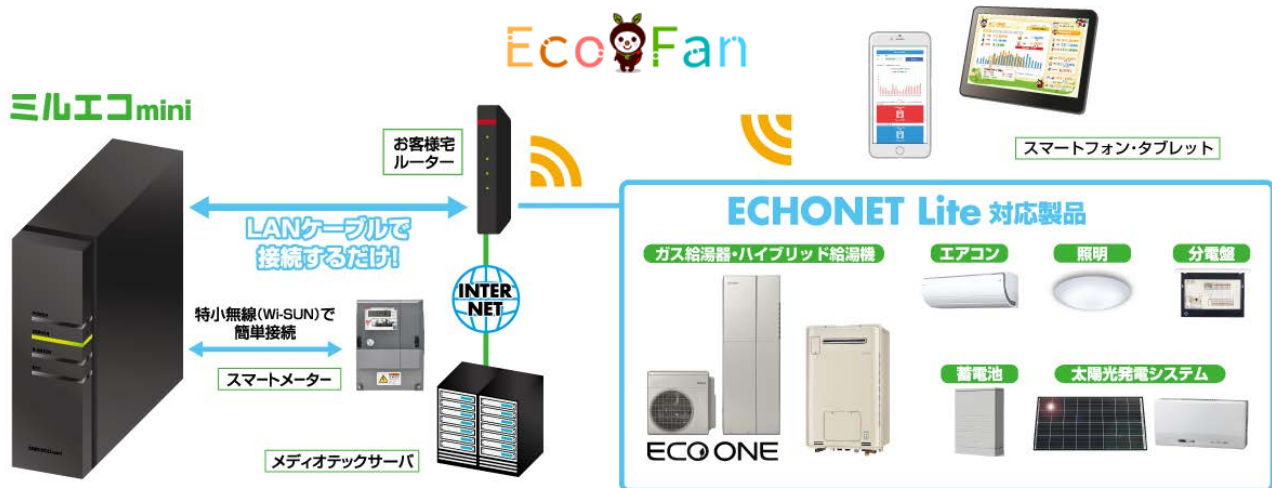 Eco Fan
ミルエコmini
お客様宅
ルーター
スマートフォン・タブレット
LANケーブルで
接続するだけ!
ECHONET Lite 対応製品
ガス給湯器・ハイブリッド給湯機
エアコン
照明
分電盤
INTER
NET
特小無線(Wi-SUN)で
簡単接続
スマートメーター
蓄電池
太陽光発電システム
ECO ONE
メディオテックサーバ